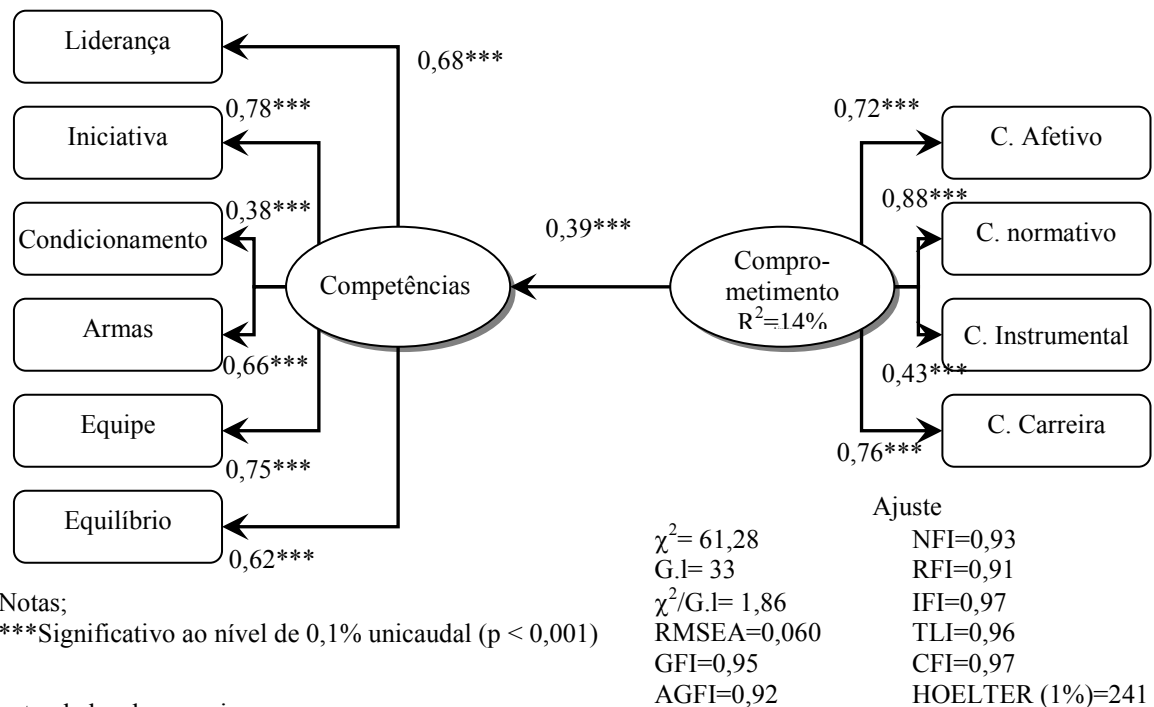 Liderança
0,68***
0,78***
Iniciativa
0,38***
Condicionamento
Armas
0,66***
Equipe
0,75***
Equilíbrio
0,62***
Competências
0,39***
Compro-
metimento
R²=14%
0,72***
C. Afetivo
0,88***
C. normativo
C. Instrumental
0,43***
C. Carreira
0,76***
Notas;
***Significativo ao nível de 0,1% unicaudal (p < 0,001)
Ajuste
χ²= 61,28
G.l= 33
χ²/G.l= 1,86
RMSEA=0,060
GFI=0,95
AGFI=0,92
NFI=0,93
RFI=0,91
IFI=0,97
TLI=0,96
CFI=0,97
HOELTER (1%)=241